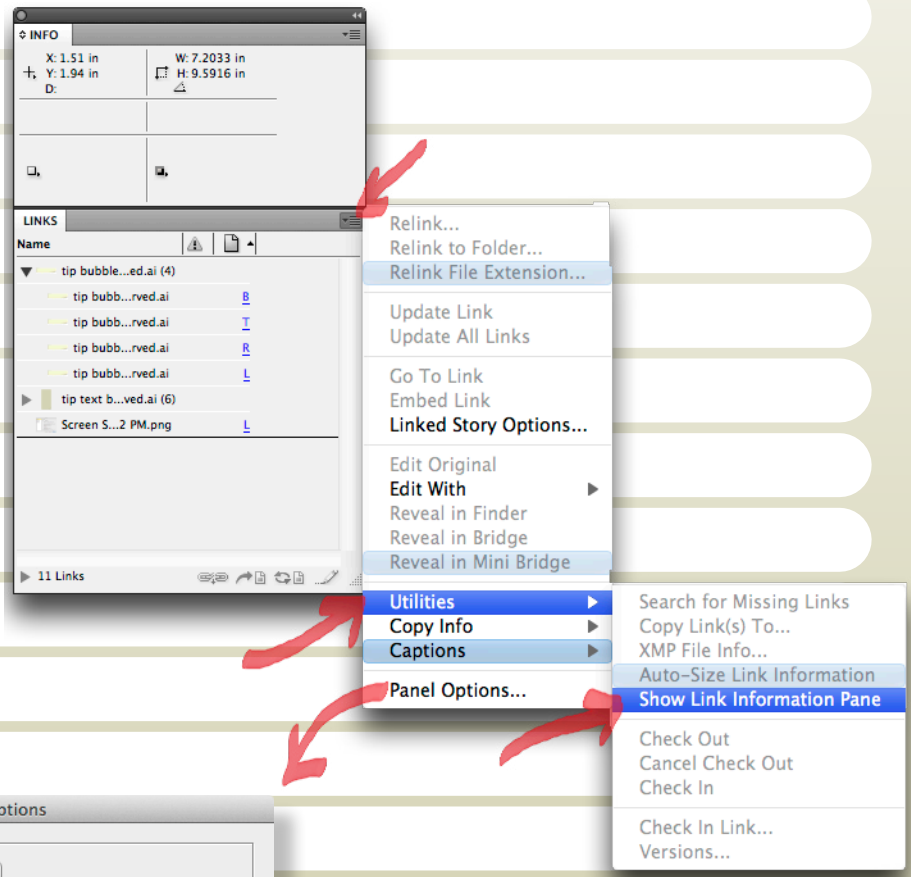 INFO
X: 1.51 in
Y: 1.94 in
D:
W: 7.2033 in
H: 9.5916 in
LINKS
Name
tip bubble...ed.ai (4)
tip bubb...rved.ai B
tip bubb...rved.ai T
tip bubb...rved.ai R
tip bubb...rved.ai L
tip text b...ved.ai (6)
Screen S...2 PM.png L
11 Links
Relink...
Relink to Folder...
Relink File Extension...
Update Link
Update All Links
Go To Link
Embed Link
Linked Story Options...
Edit Original
Edit With
Reveal in Finder
Reveal in Bridge
Reveal in Mini Bridge
Utilities
Copy Info
Captions
Panel Options...
Search for Missing Links
Copy Link(s) To...
XMP File Info...
Auto-Size Link Information
Show Link Information Pane
Check Out
Cancel Check Out
Check In
Check In Link...
Versions...
ptions